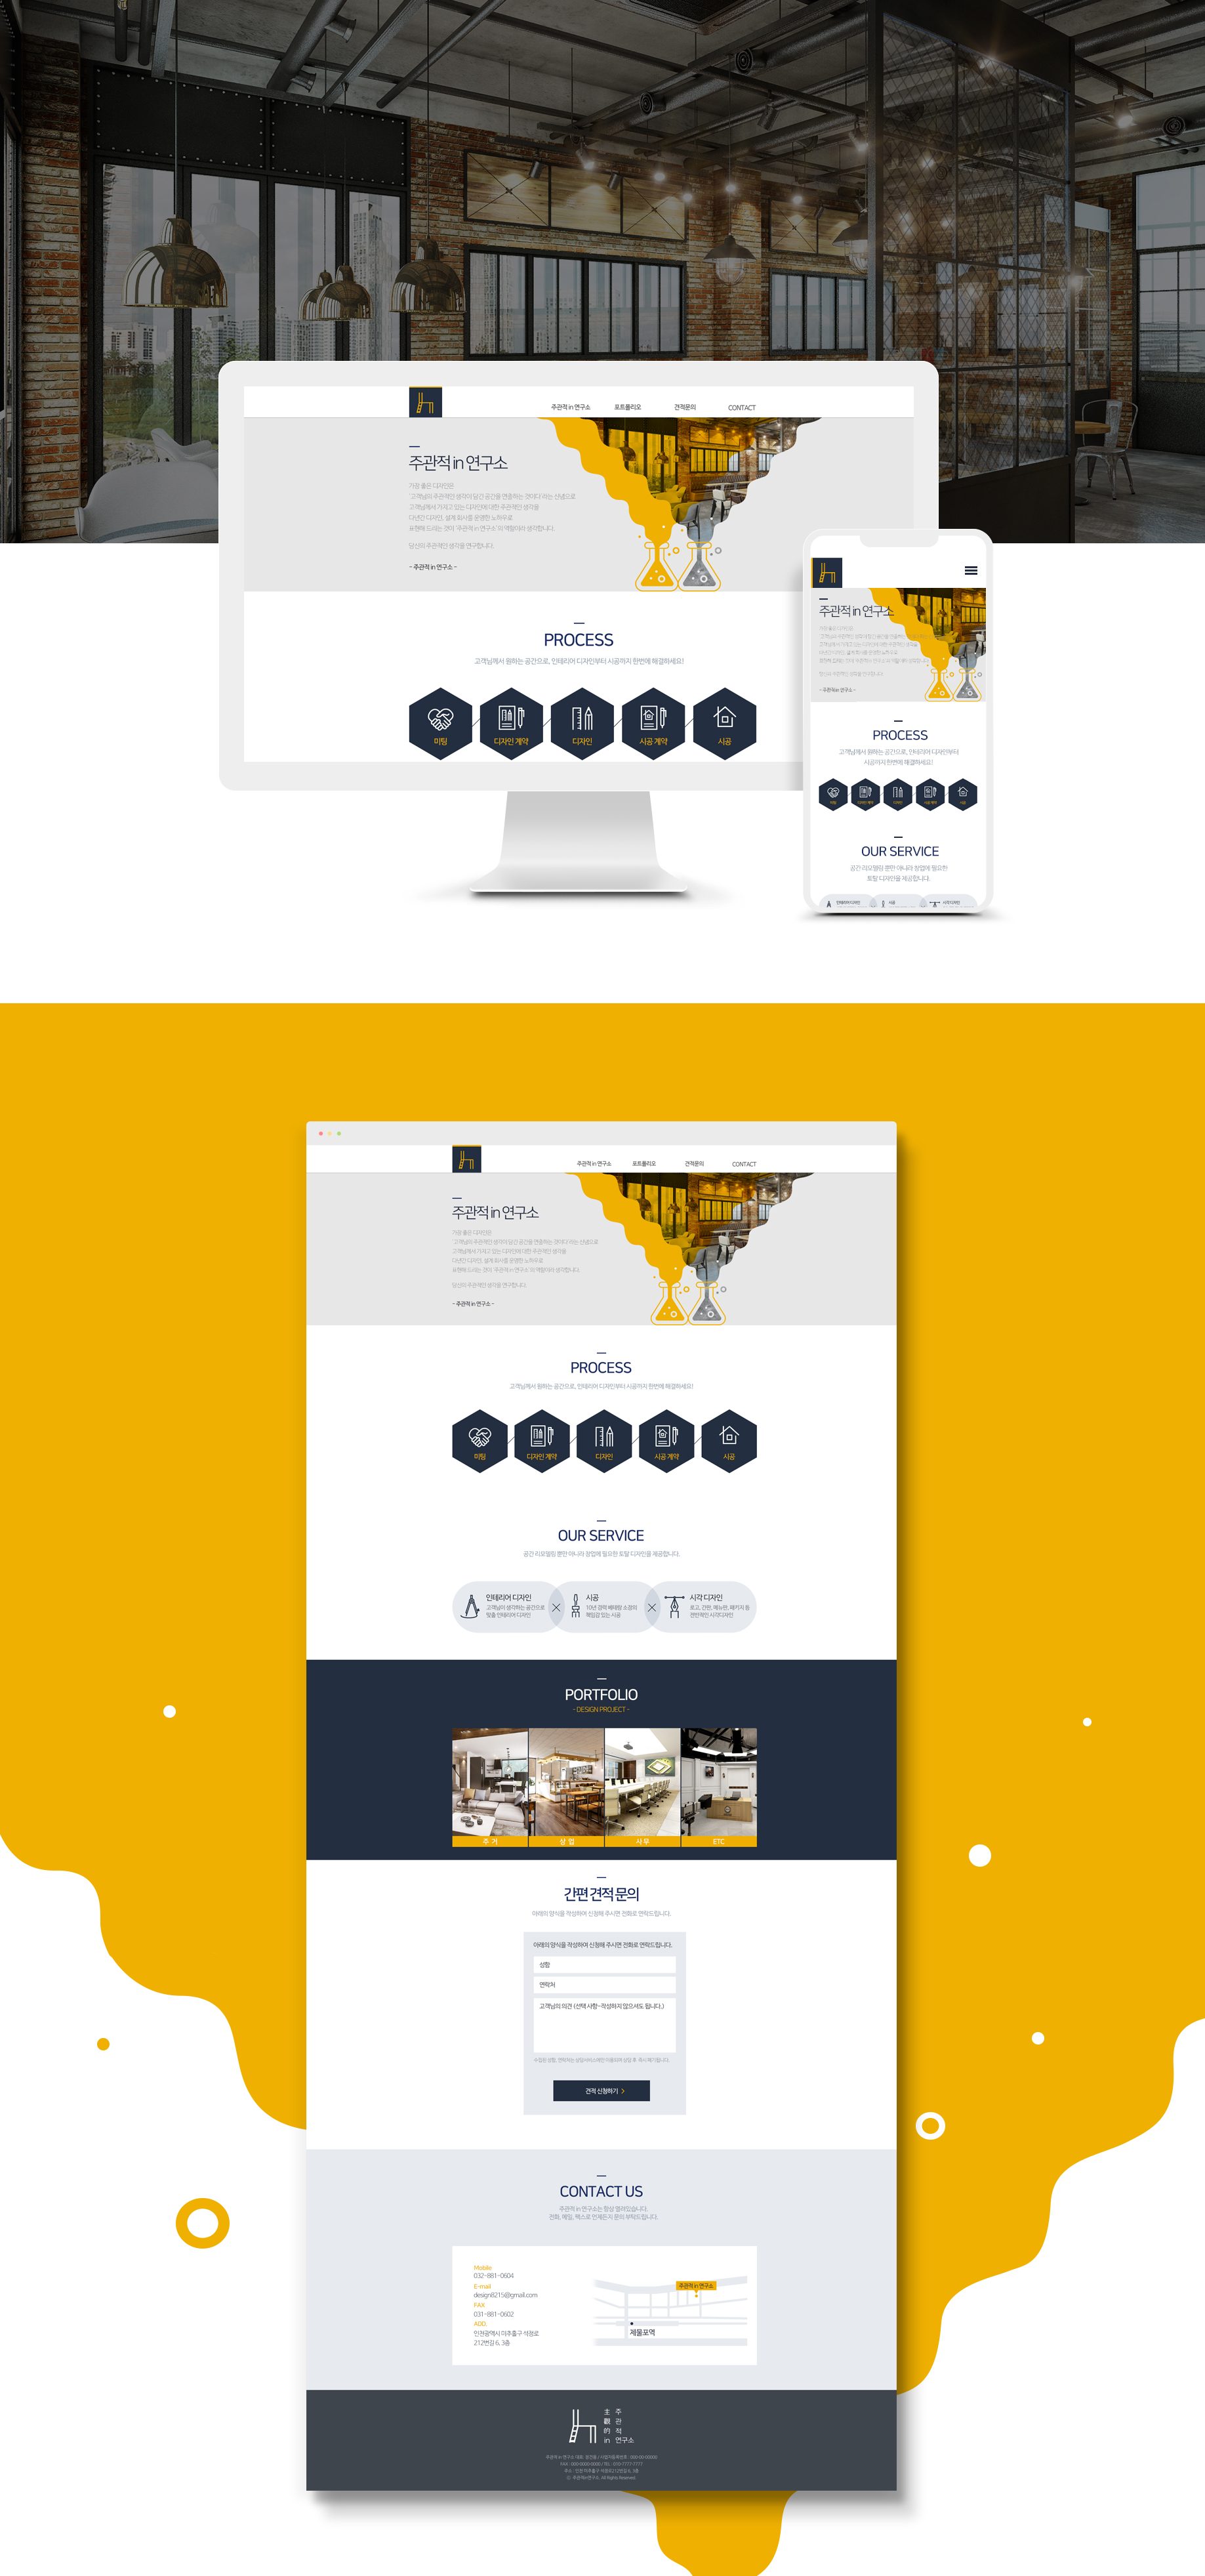 주관적 in 연구소
포트폴리오
견적문의
CONTACT
주관적 in 연구소
가장 좋은 디자인은
'고객님의 주관적인 생각이 담긴 공간을 연출하는 것이다'라는 신념으로
고객님께서 가지고 있는 디자인에 대한 주관적인 생각을
다년간 디자인, 설계 회사를 운영한 노하우로
표현해 드리는 것이 '주관적 in 연구소'의 역할이라 생각합니다.
당신의 주관적인 생각을 연구합니다.
- 주관적 in 연구소 -
PROCESS
고객님께서 원하는 공간으로, 인테리어 디자인부터 시공까지 한번에 해결하세요!
미팅
디자인 계약
디자인
시공 계약
시공
주관적 in 연구소
- 주관적 in 연구소 -
PROCESS
고객님께서 원하는 공간으로, 인테리어 디자인부터
시공까지 한번에 해결하세요!
미팅
디자인 계약
디자인
시공 계약
시공
OUR SERVICE
공간 리모델링 뿐만 아니라 창업에 필요한
토탈 디자인을 제공합니다.
인테리어 디자인
시공
시각 디자인
주관적 in 연구소
포트폴리오
견적문의
CONTACT
주관적 in 연구소
가장 좋은 디자인은
'고객님의 주관적인 생각이 담긴 공간을 연출하는 것이다'라는 신념으로
고객님께서 가지고 있는 디자인에 대한 주관적인 생각을
다년간 디자인, 설계 회사를 운영한 노하우로
표현해 드리는 것이 '주관적 in 연구소'의 역할이라 생각합니다.
당신의 주관적인 생각을 연구합니다.
- 주관적 in 연구소 -
PROCESS
고객님께서 원하는 공간으로, 인테리어 디자인부터 시공까지 한번에 해결하세요!
미팅
디자인 계약
디자인
시공 계약
시공
OUR SERVICE
공간 리모델링 뿐만 아니라 창업에 필요한 토탈 디자인을 제공합니다.
인테리어 디자인
고객님이 생각하는 공간으로
맞춤 인테리어 디자인
시공
10년 경력 베테랑 소장의
책임감 있는 시공
시각 디자인
로고, 간판, 메뉴판, 패키지 등
전반적인 시각디자인
PORTFOLIO
- DESIGN PROJECT -
주 거
상 업
사 무
ETC
간편 견적 문의
아래의 양식을 작성하여 신청해 주시면 전화로 연락드립니다.
아래의 양식을 작성하여 신청해 주시면 전화로 연락드립니다.
성함
연락처
고객님의 의견 (선택 사항-작성하지 않으셔도 됩니다.)
견적 신청하기 >
CONTACT US
주관적 in 연구소는 항상 열려있습니다.
전화, 메일, 팩스로 언제든지 문의 부탁드립니다.
Mobile
032-881-0604
E-mail
design8215@gmail.com
FAX
031-881-0602
ADD
인천광역시 미추홀구 석정로
212번길 6, 3층
주관적 in 연구소
제물포역
主 주
觀 관
的 적
in 연구소